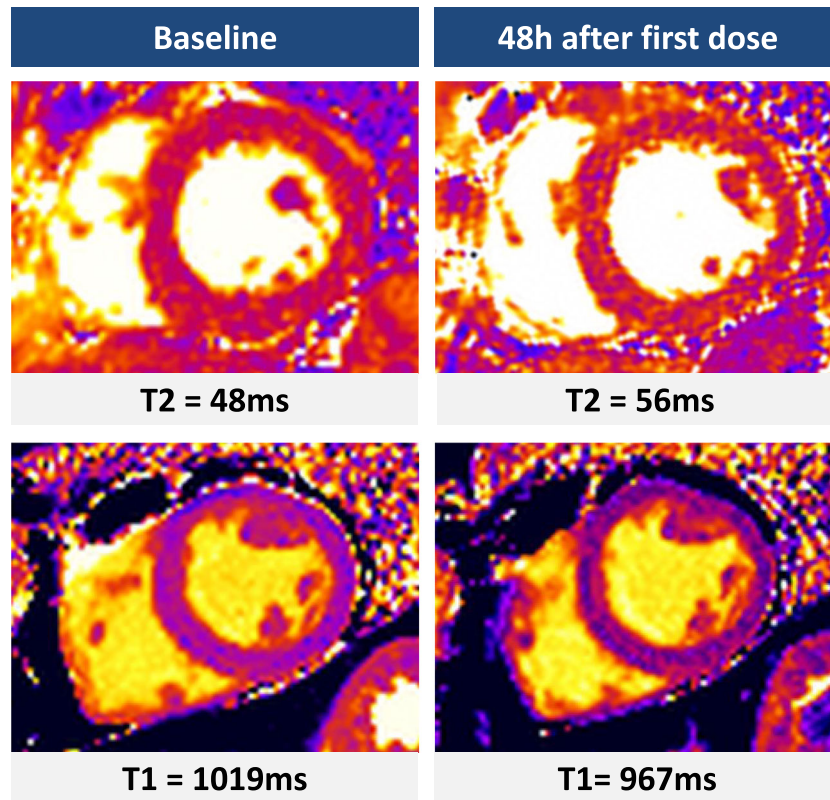 Baseline
48h after first dose
T2 = 48ms
T2 = 56ms
T1 = 1019ms
T1= 967ms